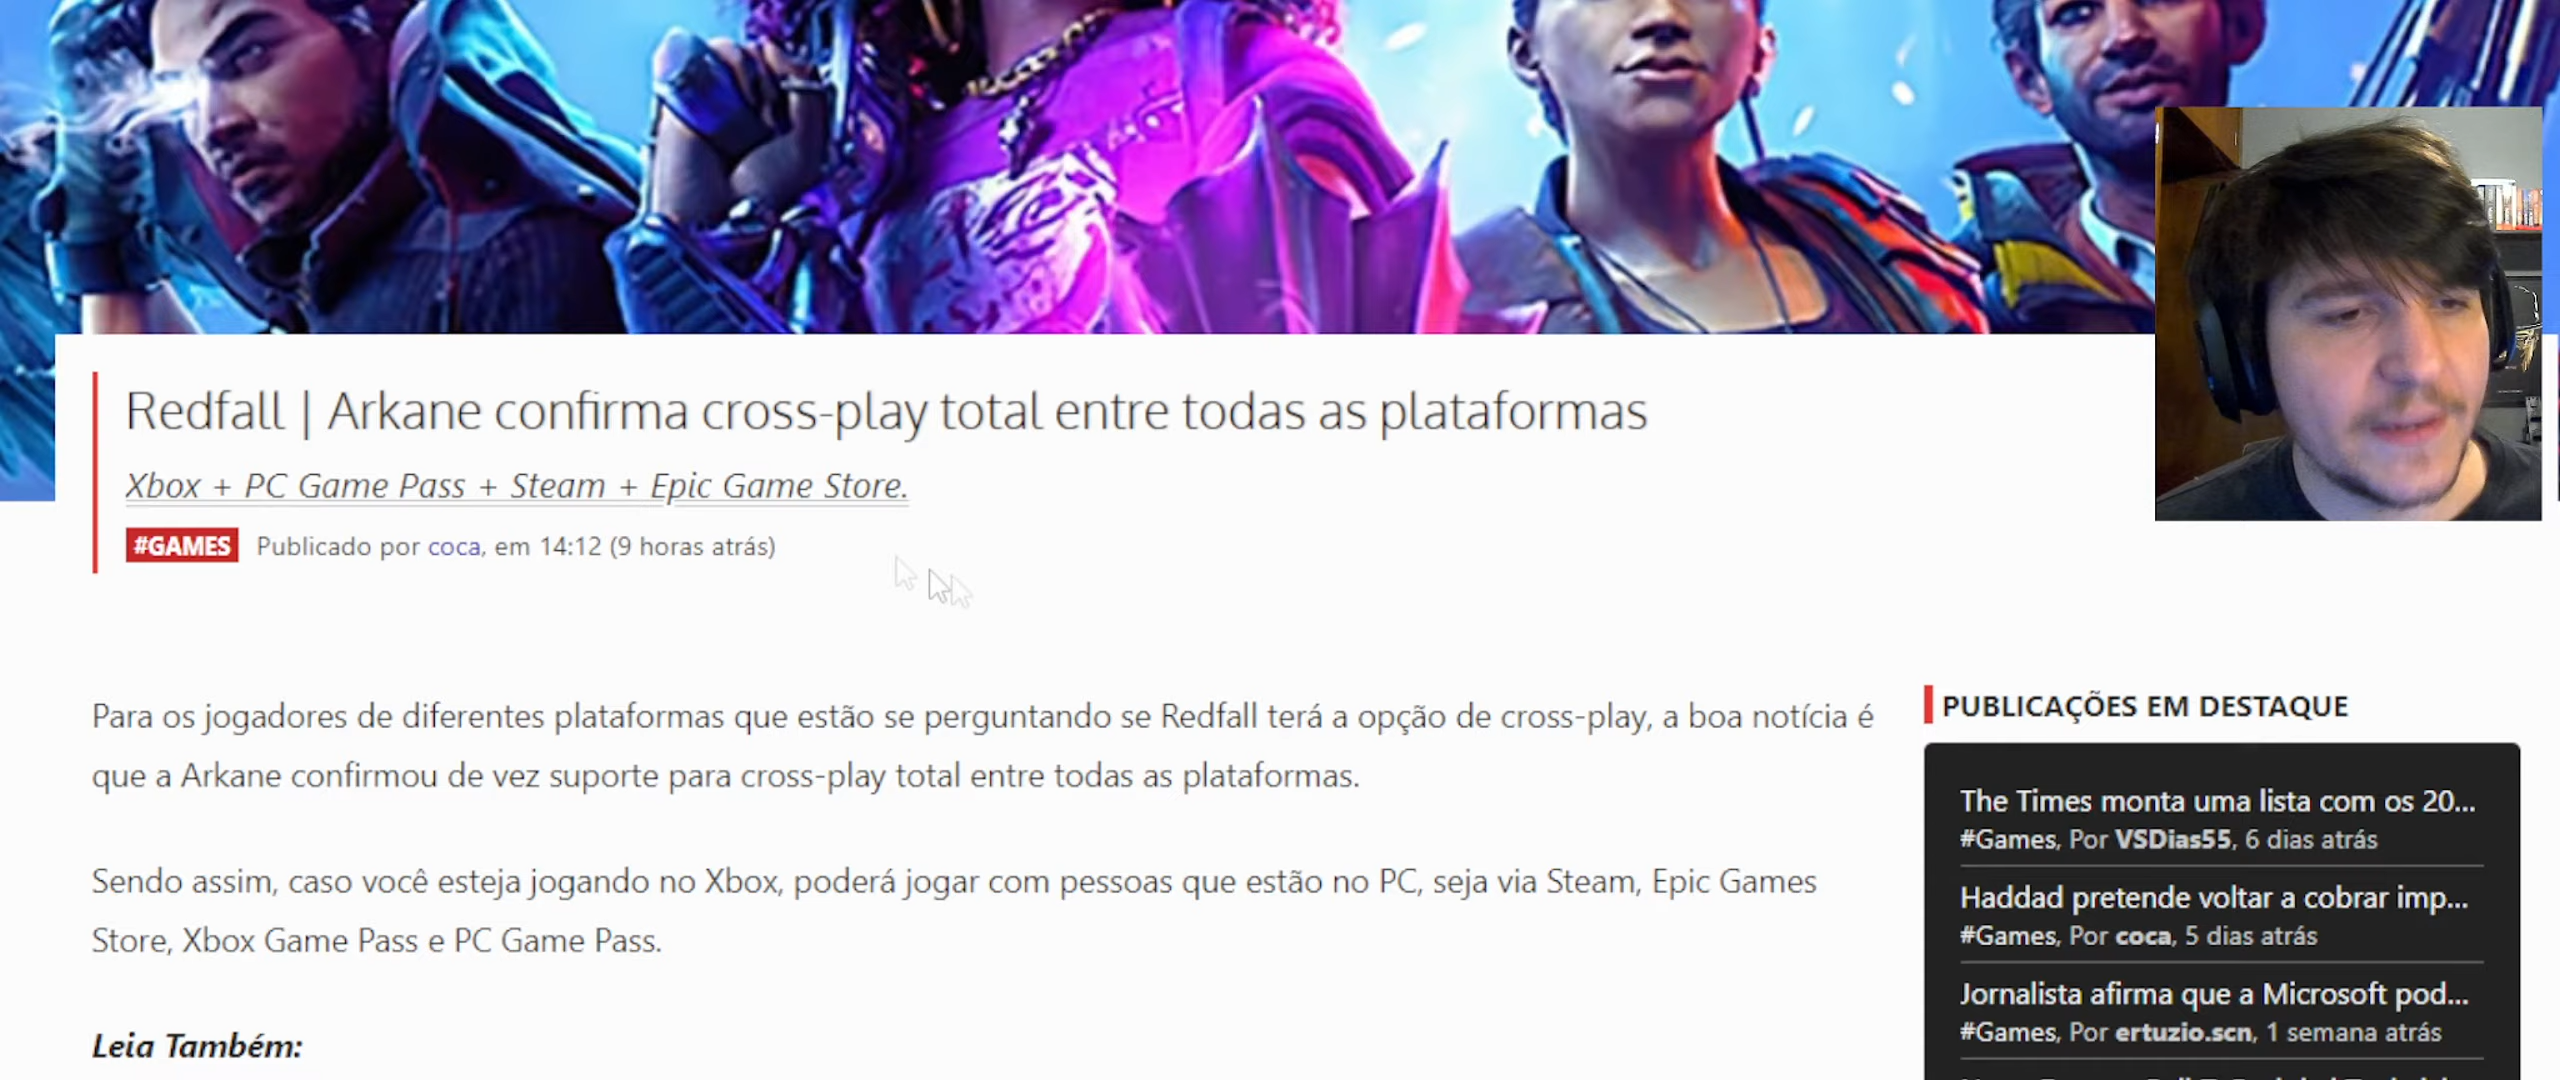 Redfall | Arkane confirma cross-play total entre todas as plataformas
Xbox + PC Game Pass + Steam + Epic Game Store.
#GAMES Publicado por coca, em 14:12 (9 horas atrás)
Para os jogadores de diferentes plataformas que estão se perguntando se Redfall terá a opção de cross-play, a boa notícia é
que a Arkane confirmou de vez suporte para cross-play total entre todas as plataformas.
Sendo assim, caso você esteja jogando no Xbox, poderá jogar com pessoas que estão no PC, seja via Steam, Epic Games
Store, Xbox Game Pass e PC Game Pass.
Leia Também:
PUBLICAÇÕES EM DESTAQUE
The Times monta uma lista com os 20...
#Games, Por VSDias55, 6 dias atrás
Haddad pretende voltar a cobrar imp...
#Games, Por coca, 5 dias atrás
Jornalista afirma que a Microsoft pod...
#Games, Por ertuzio.scn, 1 semana atrás